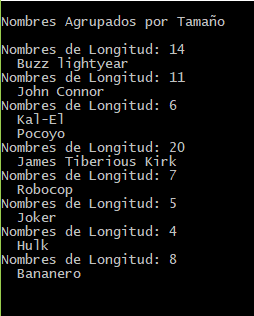 Nombres Agrupados por Tamaño
Nombres de Longitud: 14
Buzz lightyear
Nombres de Longitud: 11
John Connor
Nombres de Longitud: 6
Kal-El
Pocoyo
Nombres de Longitud: 20
James Tiberious Kirk
Nombres de Longitud: 7
Robocop
Nombres de Longitud: 5
Joker
Nombres de Longitud: 4
Hulk
Nombres de Longitud: 8
Bananero